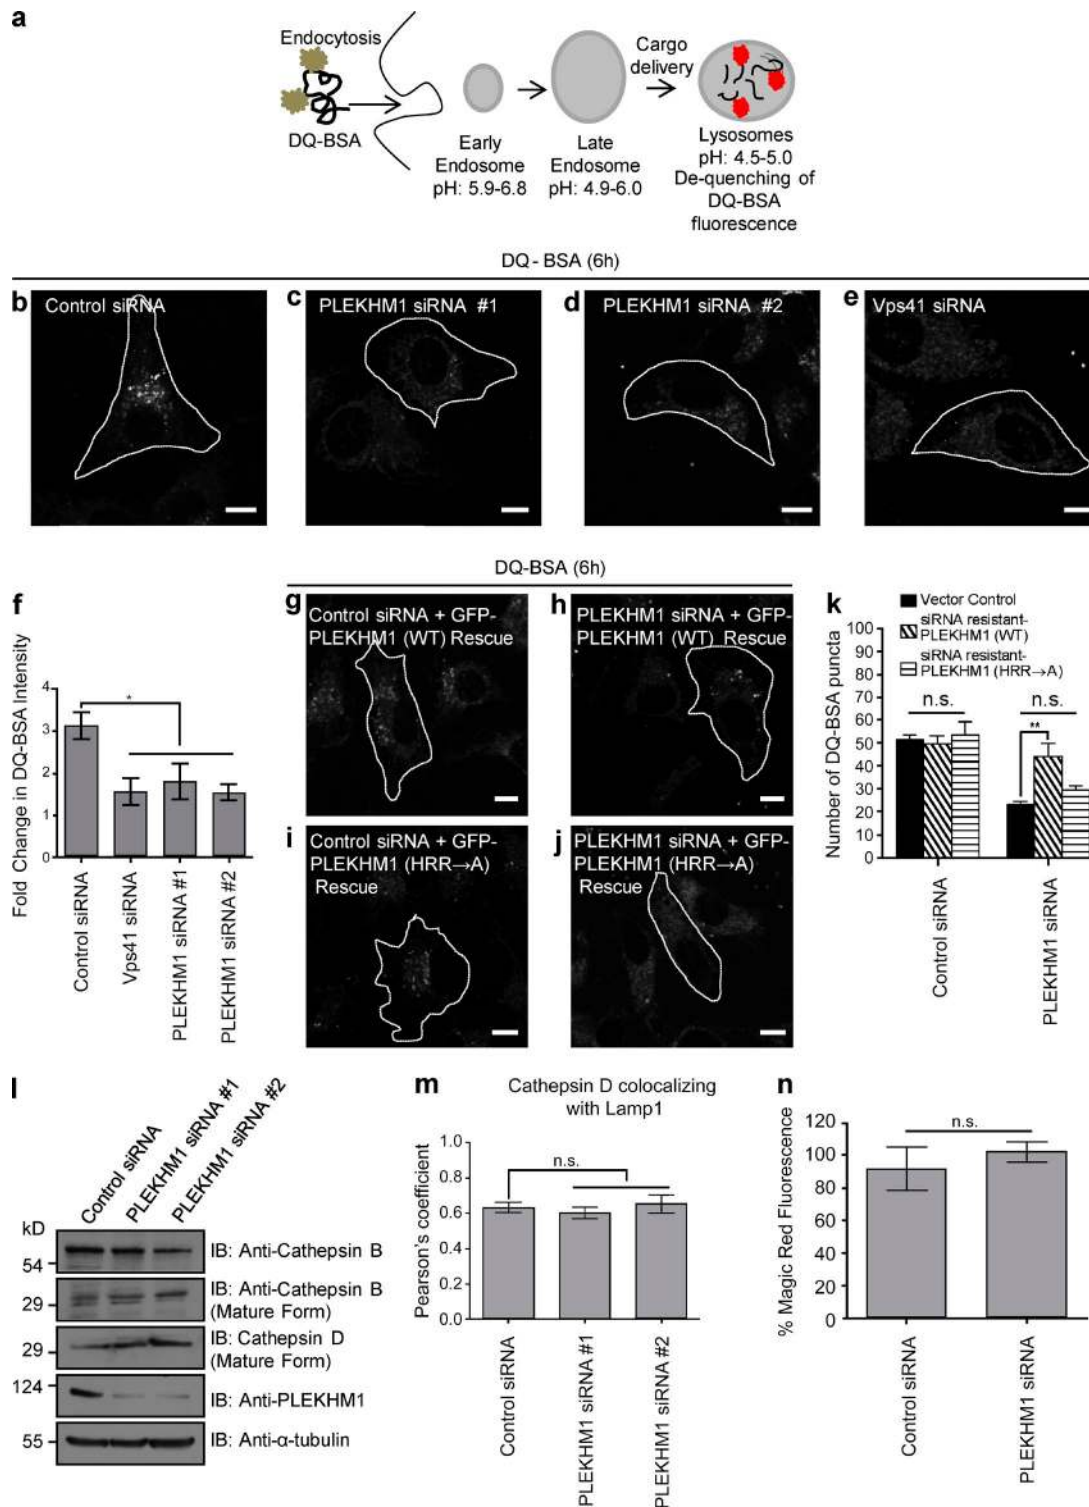 a
Endocytosis
DQ-BSA
Early
Endosome
pH: 5.9-6.8
Late
Endosome
pH: 4.9-6.0
Cargo
delivery
Lysosomes
pH: 4.5-5.0
De-quenching of
DQ-BSA
fluorescence
DQ - BSA (6h)
b
Control siRNA
c
PLEKHM1 siRNA #1
d
PLEKHM1 siRNA #2
e
Vps41 siRNA
f
Fold Change in DQ-BSA Intensity
4
3
2
1
0
*
Control siRNA
Vps41 siRNA
PLEKHM1 siRNA #1
PLEKHM1 siRNA #2
DQ-BSA (6h)
g
Control siRNA + GFP-
PLEKHM1 (WT) Rescue
h
PLEKHM1 siRNA + GFP-
PLEKHM1 (WT) Rescue
i
Control siRNA + GFP-
PLEKHM1 (HRR→A)
Rescue
j
PLEKHM1 siRNA + GFP-
PLEKHM1 (HRR→A)
Rescue
k
Vector Control
siRNA resistant-
PLEKHM1 (WT)
siRNA resistant-
PLEKHM1 (HRR→A)
Number of DQ-BSA puncta
100
90
80
70
60
50
40
30
20
10
0
n.s.
n.s.
**
Control siRNA
PLEKHM1 siRNA
l
Control siRNA
PLEKHM1 siRNA #1
PLEKHM1 siRNA #2
kD
54
IB: Anti-Cathepsin B
29
IB: Anti-Cathepsin B
(Mature Form)
29
IB: Cathepsin D
(Mature Form)
124
IB: Anti-PLEKHM1
55
IB: Anti-α-tubulin
m
Cathepsin D colocalizing
with Lamp1
Pearson's coefficient
1.0
0.8
0.6
0.4
0.2
0.0
n.s.
Control siRNA
PLEKHM1 siRNA #1
PLEKHM1 siRNA #2
n
% Magic Red Fluorescence
120
100
80
60
40
20
0
n.s.
Control siRNA
PLEKHM1 siRNA